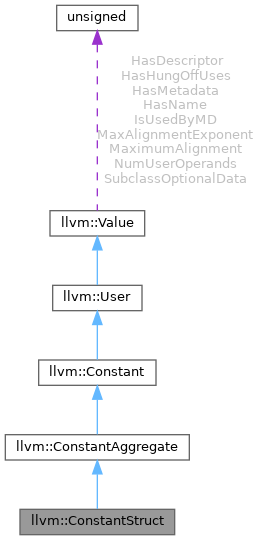 unsigned
HasDescriptor
HasHungOffUses
HasMetadata
HasName
IsUsedByMD
MaxAlignmentExponent
MaximumAlignment
NumUserOperands
SubclassOptionalData
llvm::Value
llvm::User
llvm::Constant
llvm::ConstantAggregate
llvm::ConstantStruct